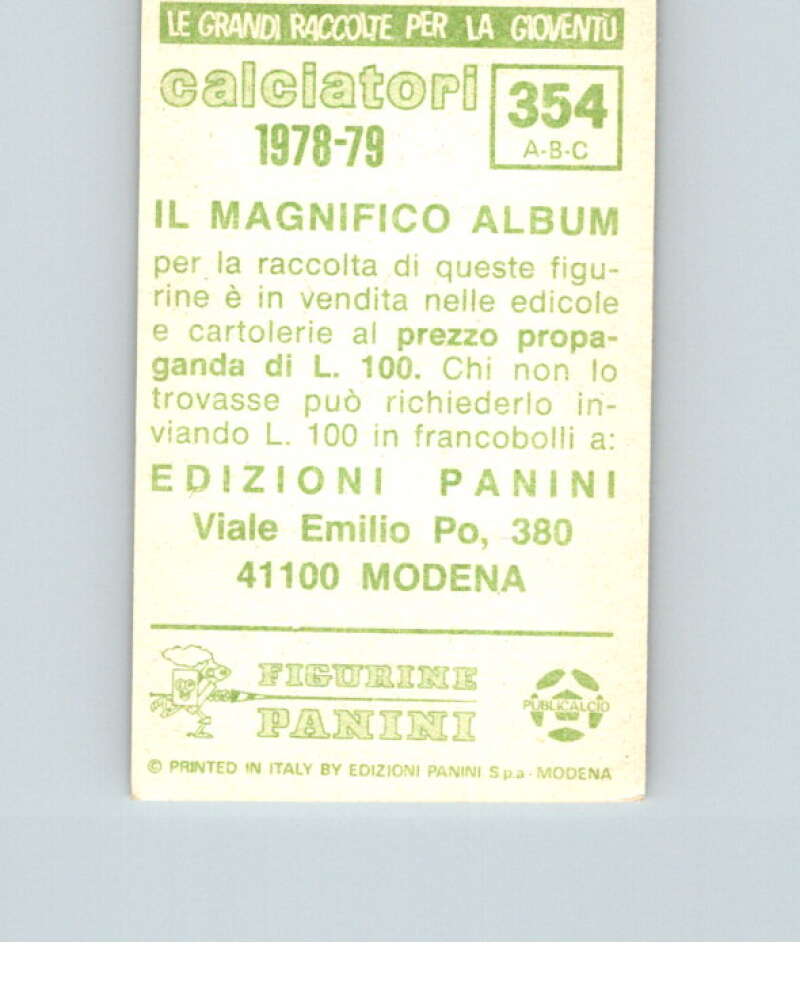 LE GRANDI RACCOLTE PER LA GIOVENTÙ
calciatori
1978-79
354
A-B-C
IL MAGNIFICO ALBUM
per la raccolta di queste figu-
rine è in vendita nelle edicole
e cartolerie al prezzo propa-
ganda di L. 100. Chi non lo
trovasse può richiederlo in-
viando L. 100 in francobolli a:
EDIZIONI PANINI
Viale Emilio Po, 380
41100 MODENA
FIGURINE
PANINI
PUBLICALCIO
© PRINTED IN ITALY BY EDIZIONI PANINI S.p.a - MODENA